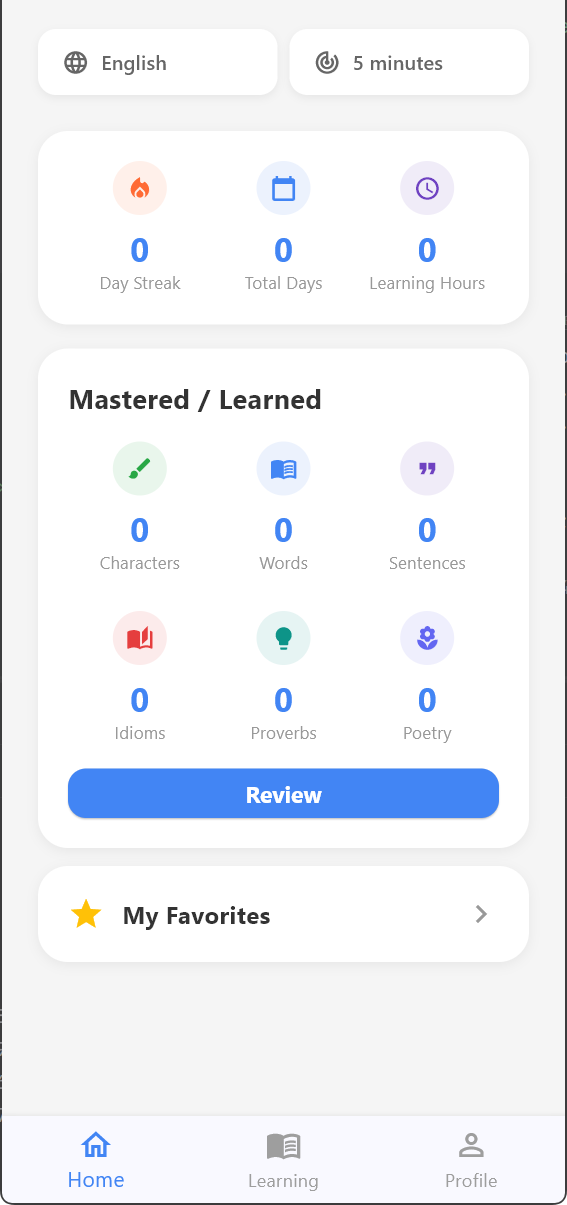 English 5 minutes
0 0 0
Day Streak Total Days Learning Hours
Mastered / Learned
0 0 0
Characters Words Sentences
0 0 0
Idioms Proverbs Poetry
Review
My Favorites
Home Learning Profile